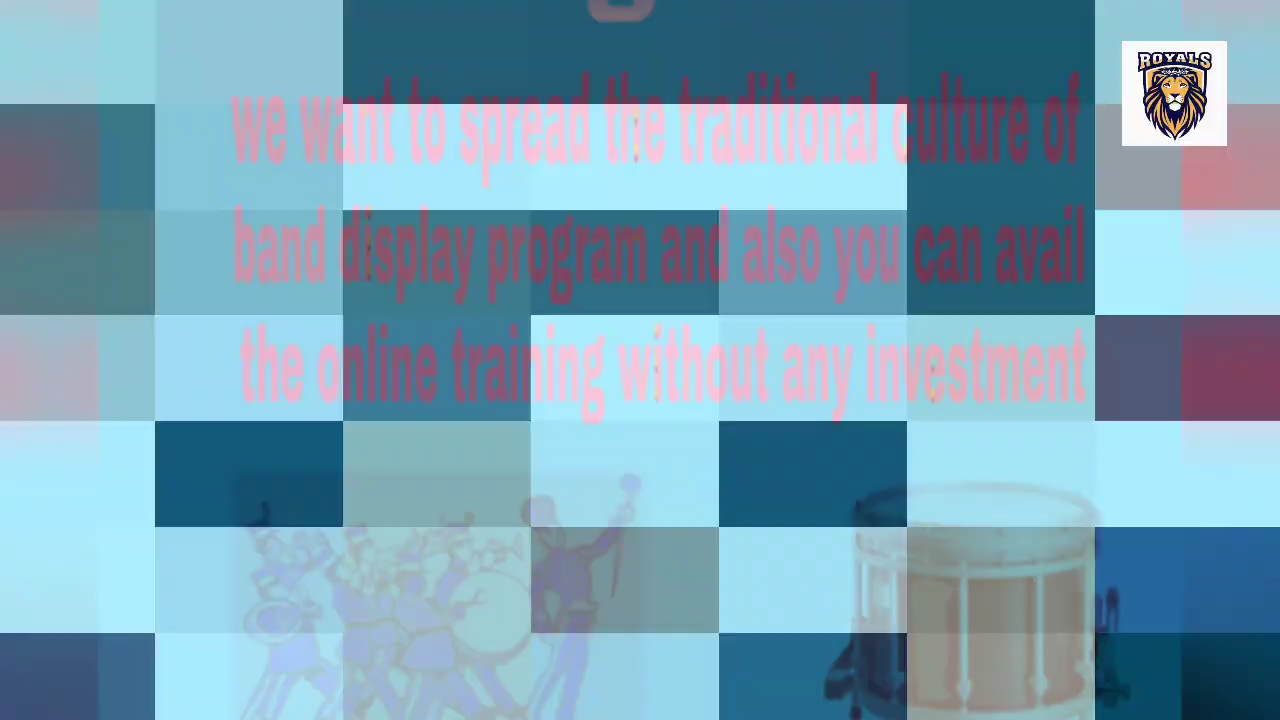 ROYALS
we want to spread the traditional culture of
band display program and also you can avail
the online training without any investment